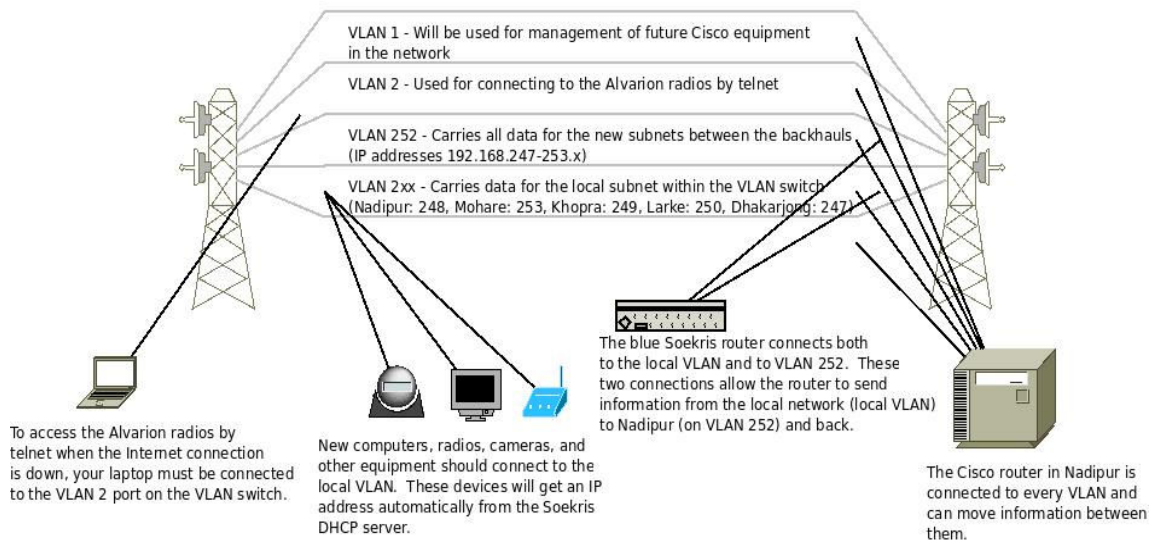 VLAN 1 - Will be used for management of future Cisco equipment
in the network
VLAN 2 - Used for connecting to the Alvarion radios by telnet
VLAN 252 - Carries all data for the new subnets between the backhauls
(IP addresses 192.168.247-253.x)
VLAN 2xx - Carries data for the local subnet within the VLAN switch
(Nadipur: 248, Mohare: 253, Khopra: 249, Larke: 250, Dhakarjong: 247)
To access the Alvarion radios by
telnet when the Internet connection
is down, your laptop must be connected
to the VLAN 2 port on the VLAN switch.
New computers, radios, cameras, and
other equipment should connect to the
local VLAN.  These devices will get an IP
address automatically from the Soekris
DHCP server.
The blue Soekris router connects both
to the local VLAN and to VLAN 252.  These
two connections allow the router to send
information from the local network (local VLAN)
to Nadipur (on VLAN 252) and back.
The Cisco router in Nadipur is
connected to every VLAN and
can move information between
them.